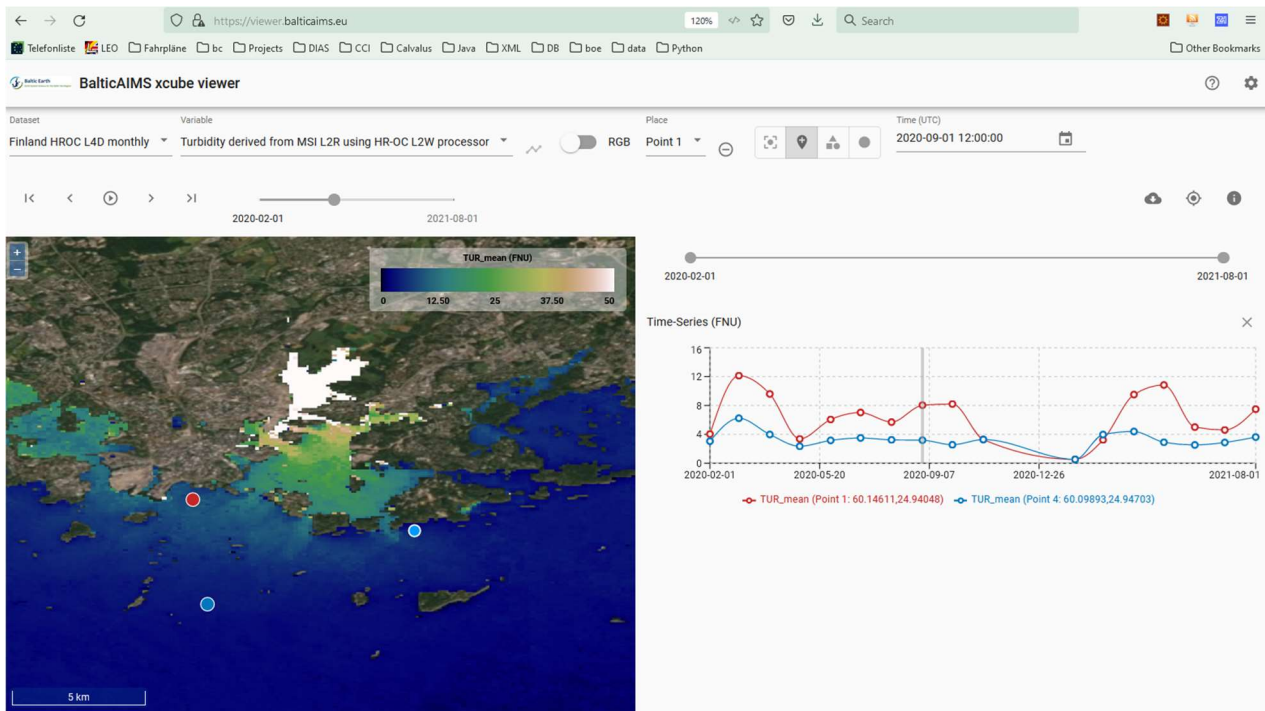 https://viewer.balticaims.eu 120% Search
Telefonliste LEO Fahrpläne bc Projects DIAS CCI Calvalus Java XML DB boe data Python Other Bookmarks
Baltic Earth BalticAIMS xcube viewer
Dataset Variable Place Time (UTC)
Finland HROC L4D monthly Turbidity derived from MSI L2R using HR-OC L2W processor RGB Point 1 2020-09-01 12:00:00
2020-02-01 2021-08-01
TUR_mean (FNU)
0 12.50 25 37.50 50
5 km
2020-02-01 2021-08-01
Time-Series (FNU)
16
12
8
4
0
2020-02-01 2020-05-20 2020-09-07 2020-12-26 2021-08-01
TUR_mean (Point 1: 60.14611,24.94048) TUR_mean (Point 4: 60.09893,24.94703)